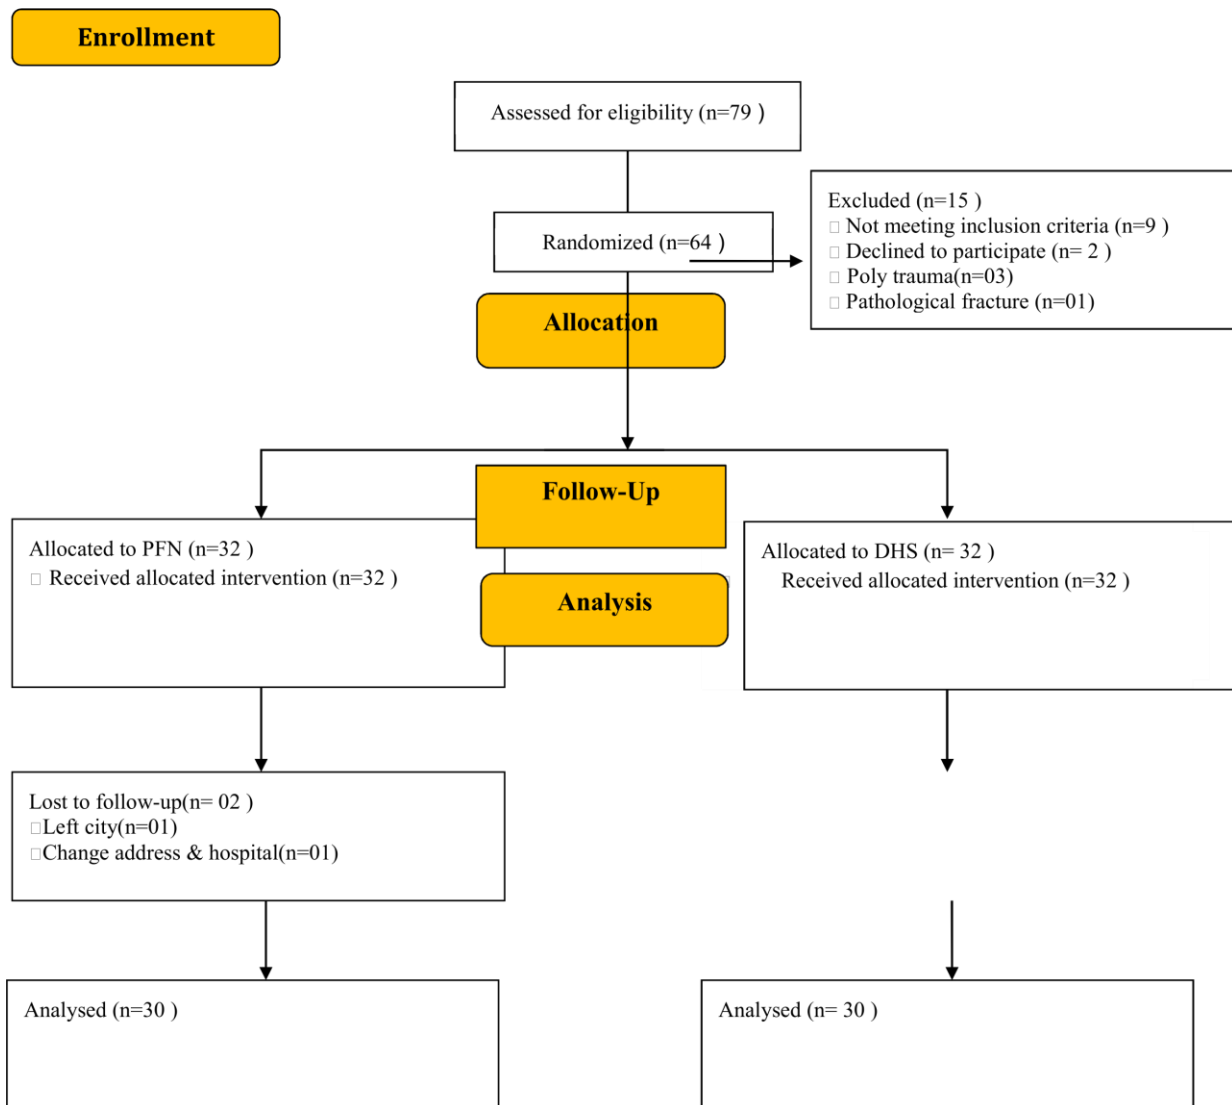 Enrollment
Assessed for eligibility (n=79 )
Excluded (n=15 )
□ Not meeting inclusion criteria (n=9 )
□ Declined to participate (n= 2 )
□ Poly trauma(n=03)
□ Pathological fracture (n=01)
Randomized (n=64 )
Allocation
Follow-Up
Allocated to PFN (n=32 )
□ Received allocated intervention (n=32 )
Allocated to DHS (n= 32 )
Received allocated intervention (n=32 )
Analysis
Lost to follow-up(n= 02 )
□Left city(n=01)
□Change address & hospital(n=01)
Analysed (n=30 )
Analysed (n= 30 )